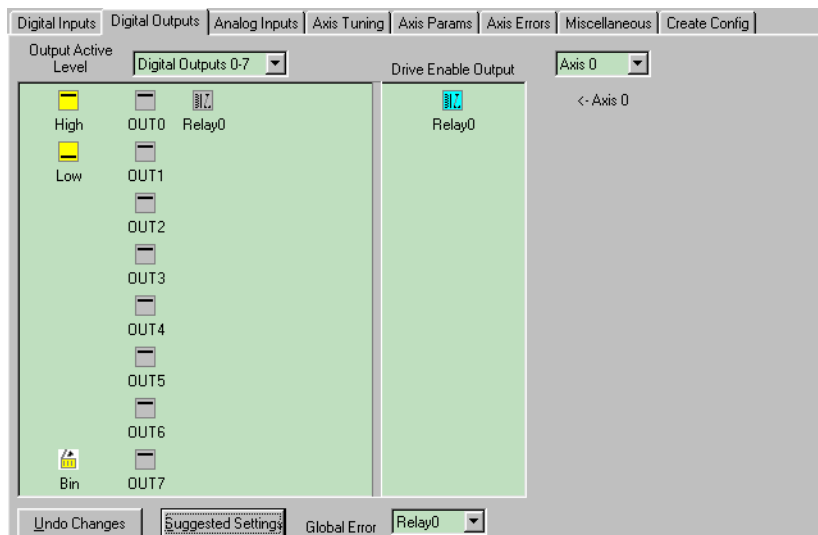 Digital Inputs Digital Outputs Analog Inputs Axis Tuning Axis Params Axis Errors Miscellaneous Create Config
Output Active Level
Digital Outputs 0-7
Drive Enable Output
Axis 0
High OUT0 Relay0
Relay0
<- Axis 0
Low OUT1
OUT2
OUT3
OUT4
OUT5
OUT6
Bin OUT7
Undo Changes Suggested Settings Global Error Relay0